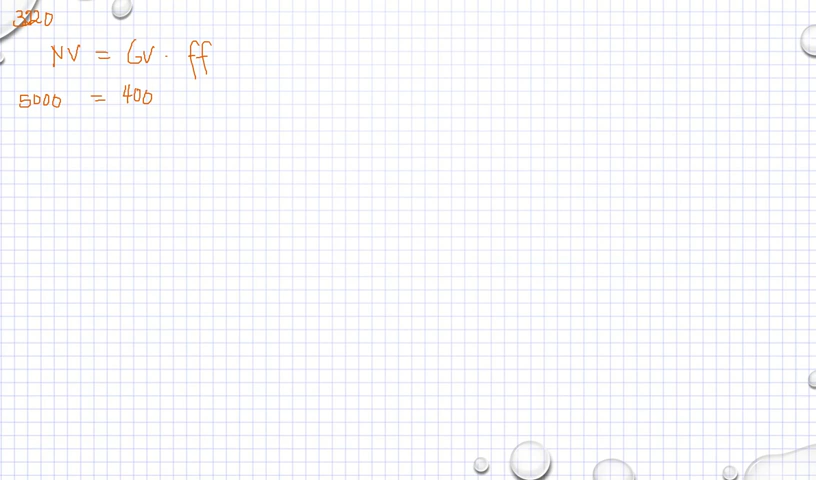 3220
NV = GV · ff
5000 = 400